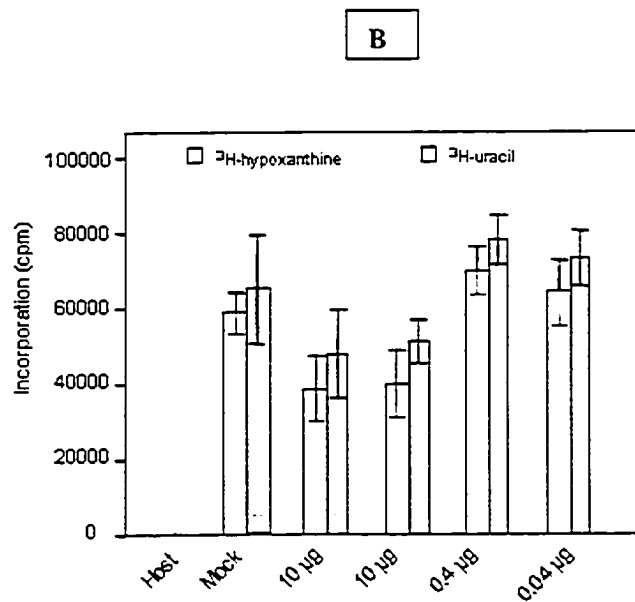 B
³H-hypoxanthine ³H-uracil
Incorporation (cpm)
100000
80000
60000
40000
20000
0
Host Mock 10 µg 10 µg 0.4 µg 0.04 µg